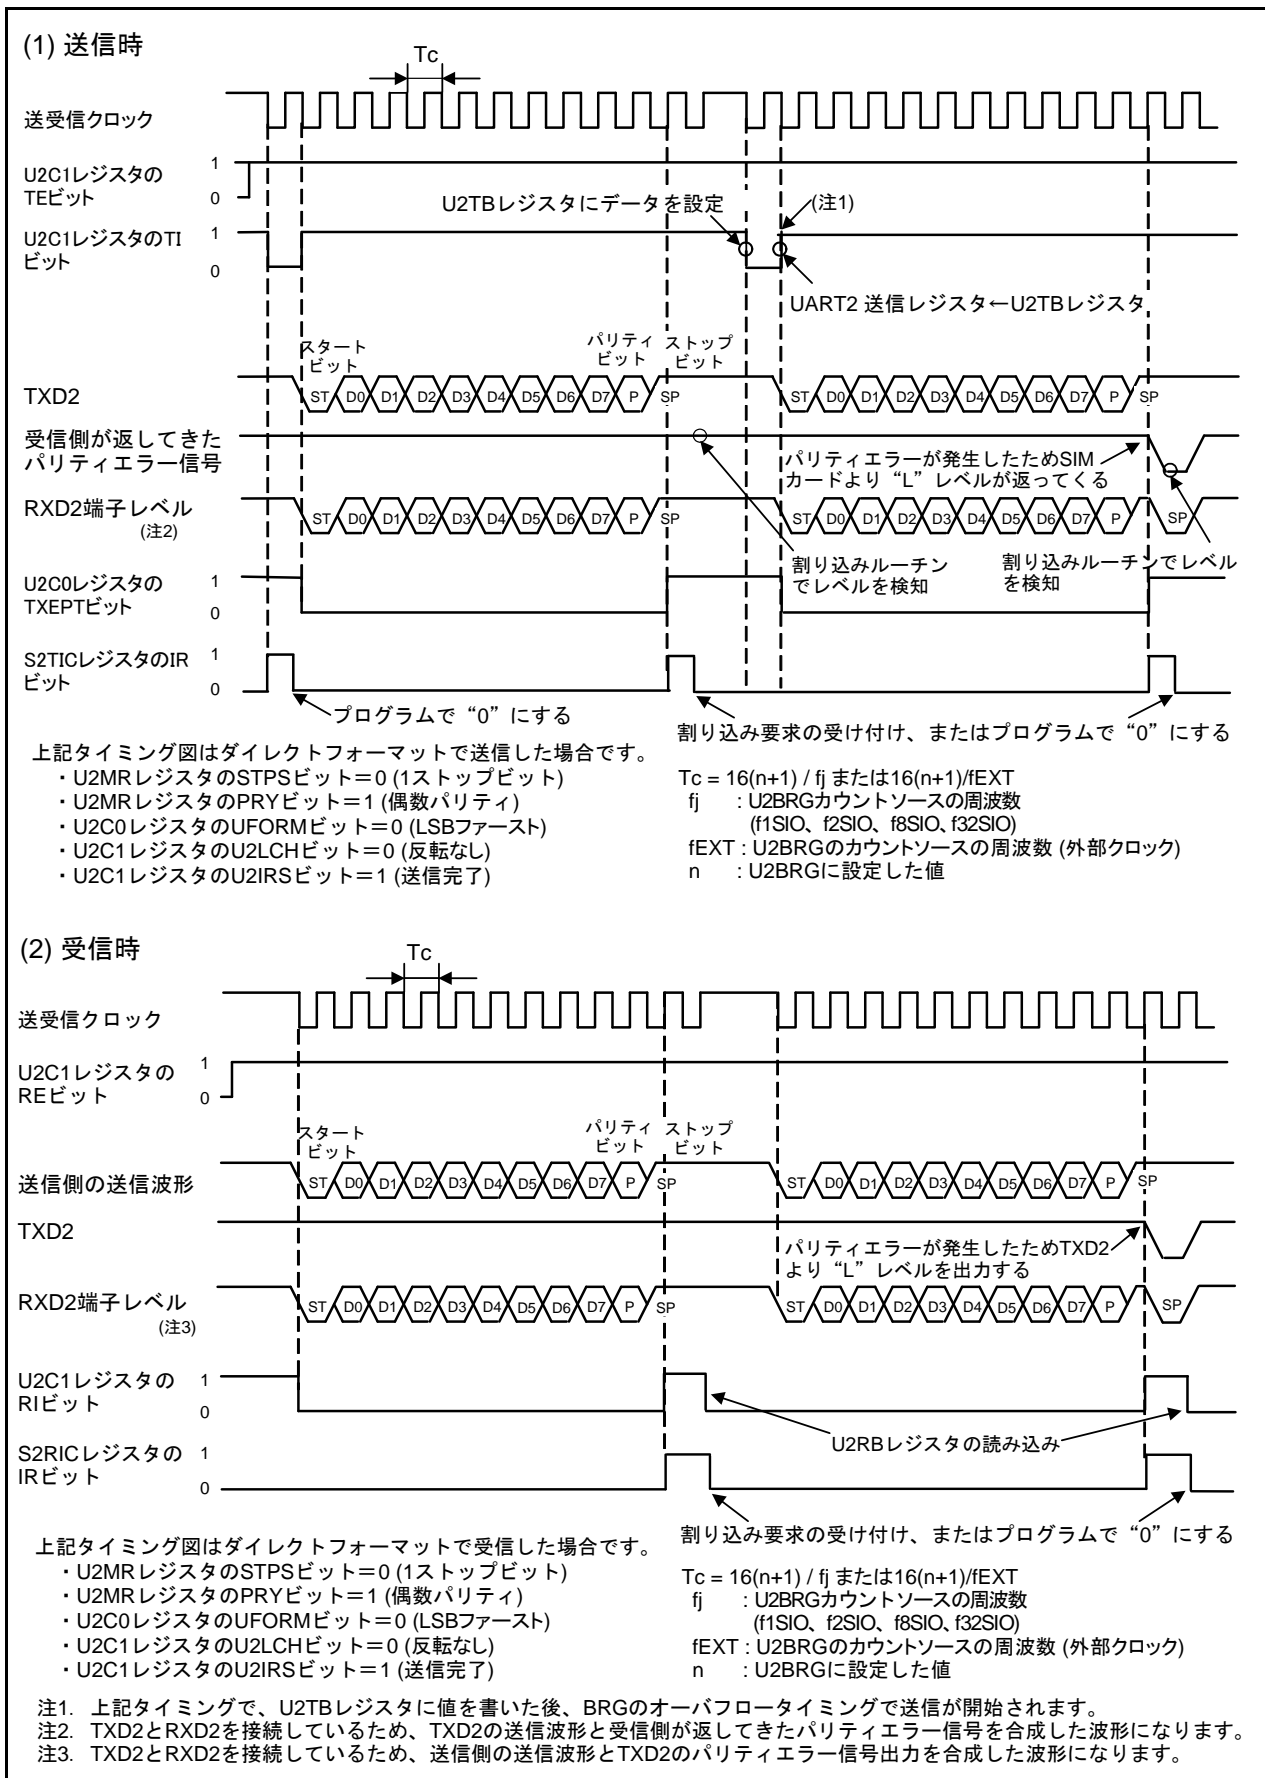 (1) 送信時
Tc
送受信クロック
U2C1レジスタの
TEビット
1
0
U2TBレジスタにデータを設定
(注1)
U2C1レジスタのTI
ビット
1
0
UART2 送信レジスタ←U2TBレジスタ
スタート
ビット
パリティ
ビット
ストップ
ビット
TXD2
ST D0 D1 D2 D3 D4 D5 D6 D7 P SP
ST D0 D1 D2 D3 D4 D5 D6 D7 P SP
受信側が返してきた
パリティエラー信号
パリティエラーが発生したためSIM
カードより“L”レベルが返ってくる
RXD2端子レベル
(注2)
ST D0 D1 D2 D3 D4 D5 D6 D7 P SP
ST D0 D1 D2 D3 D4 D5 D6 D7 P SP
割り込みルーチン
でレベルを検知
割り込みルーチンでレベル
を検知
U2C0レジスタの
TXEPTビット
1
0
S2TICレジスタのIR
ビット
1
0
プログラムで“0”にする
割り込み要求の受け付け、またはプログラムで“0”にする
上記タイミング図はダイレクトフォーマットで送信した場合です。
・U2MRレジスタのSTPSビット＝0 (1ストップビット)
・U2MRレジスタのPRYビット＝1 (偶数パリティ)
・U2C0レジスタのUFORMビット＝0 (LSBファースト)
・U2C1レジスタのU2LCHビット＝0 (反転なし)
・U2C1レジスタのU2IRSビット＝1 (送信完了)
Tc = 16(n+1) / fj または16(n+1)/fEXT
fj : U2BRGカウントソースの周波数
(f1SIO、f2SIO、f8SIO、f32SIO)
fEXT : U2BRGのカウントソースの周波数 (外部クロック)
n : U2BRGに設定した値
(2) 受信時
Tc
送受信クロック
U2C1レジスタの
REビット
1
0
スタート
ビット
パリティ
ビット
ストップ
ビット
送信側の送信波形
ST D0 D1 D2 D3 D4 D5 D6 D7 P SP
ST D0 D1 D2 D3 D4 D5 D6 D7 P SP
TXD2
パリティエラーが発生したためTXD2
より“L”レベルを出力する
RXD2端子レベル
(注3)
ST D0 D1 D2 D3 D4 D5 D6 D7 P SP
ST D0 D1 D2 D3 D4 D5 D6 D7 P SP
U2C1レジスタの
RIビット
1
0
U2RBレジスタの読み込み
S2RICレジスタの
IRビット
1
0
割り込み要求の受け付け、またはプログラムで“0”にする
上記タイミング図はダイレクトフォーマットで受信した場合です。
・U2MRレジスタのSTPSビット＝0 (1ストップビット)
・U2MRレジスタのPRYビット＝1 (偶数パリティ)
・U2C0レジスタのUFORMビット＝0 (LSBファースト)
・U2C1レジスタのU2LCHビット＝0 (反転なし)
・U2C1レジスタのU2IRSビット＝1 (送信完了)
Tc = 16(n+1) / fj または16(n+1)/fEXT
fj : U2BRGカウントソースの周波数
(f1SIO、f2SIO、f8SIO、f32SIO)
fEXT : U2BRGのカウントソースの周波数 (外部クロック)
n : U2BRGに設定した値
注1. 上記タイミングで、U2TBレジスタに値を書いた後、BRGのオーバフロータイミングで送信が開始されます。
注2. TXD2とRXD2を接続しているため、TXD2の送信波形と受信側が返してきたパリティエラー信号を合成した波形になります。
注3. TXD2とRXD2を接続しているため、送信側の送信波形とTXD2のパリティエラー信号出力を合成した波形になります。